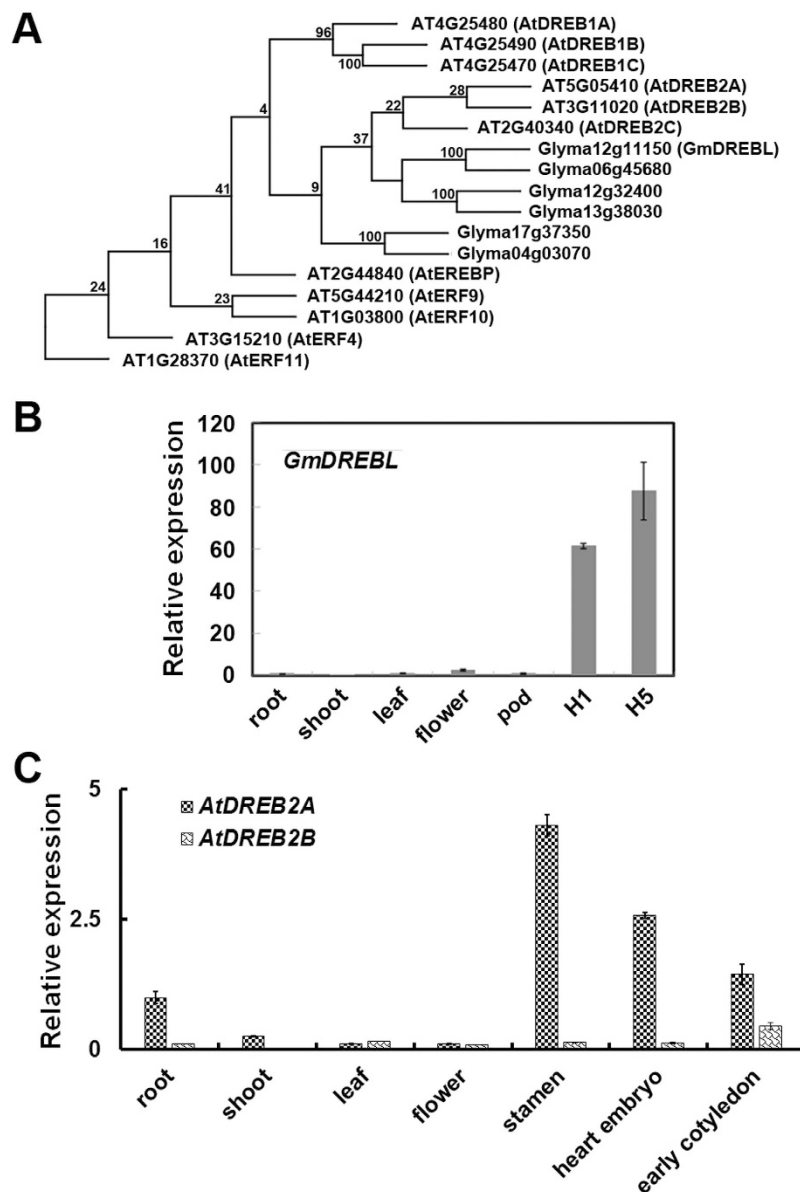 A
AT4G25480 (AtDREB1A)
96
AT4G25490 (AtDREB1B)
100
AT4G25470 (AtDREB1C)
28
AT5G05410 (AtDREB2A)
4
22
AT3G11020 (AtDREB2B)
AT2G40340 (AtDREB2C)
37
100
Glyma12g11150 (GmDREBL)
Glyma06g45680
41
9
100
Glyma12g32400
Glyma13g38030
100
Glyma17g37350
16
Glyma04g03070
AT2G44840 (AtEREBP)
24
23
AT5G44210 (AtERF9)
AT1G03800 (AtERF10)
AT3G15210 (AtERF4)
AT1G28370 (AtERF11)
B
Relative expression
120
100
80
60
40
20
0
GmDREBL
root
shoot
leaf
flower
pod
H1
H5
C
Relative expression
5
2.5
0
AtDREB2A
AtDREB2B
root
shoot
leaf
flower
stamen
heart embryo
early cotyledon